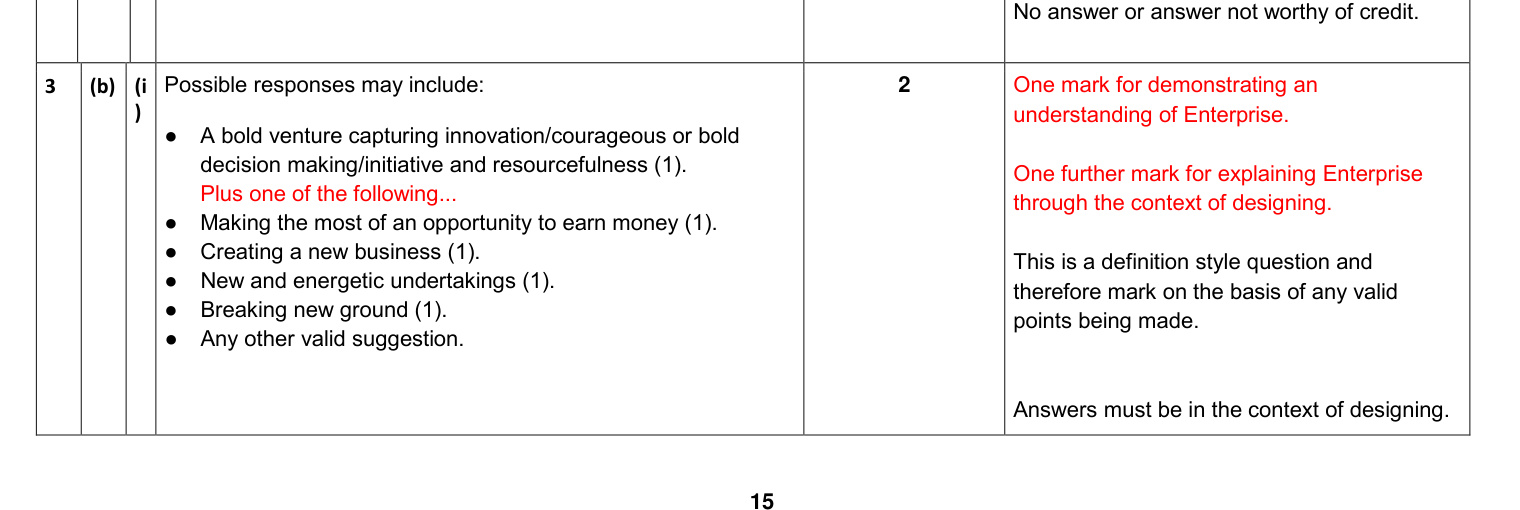 No answer or answer not worthy of credit.
3 (b) (i
)
Possible responses may include:
● A bold venture capturing innovation/courageous or bold
decision making/initiative and resourcefulness (1).
Plus one of the following...
● Making the most of an opportunity to earn money (1).
● Creating a new business (1).
● New and energetic undertakings (1).
● Breaking new ground (1).
● Any other valid suggestion.
2
One mark for demonstrating an
understanding of Enterprise.
One further mark for explaining Enterprise
through the context of designing.
This is a definition style question and
therefore mark on the basis of any valid
points being made.
Answers must be in the context of designing.
15